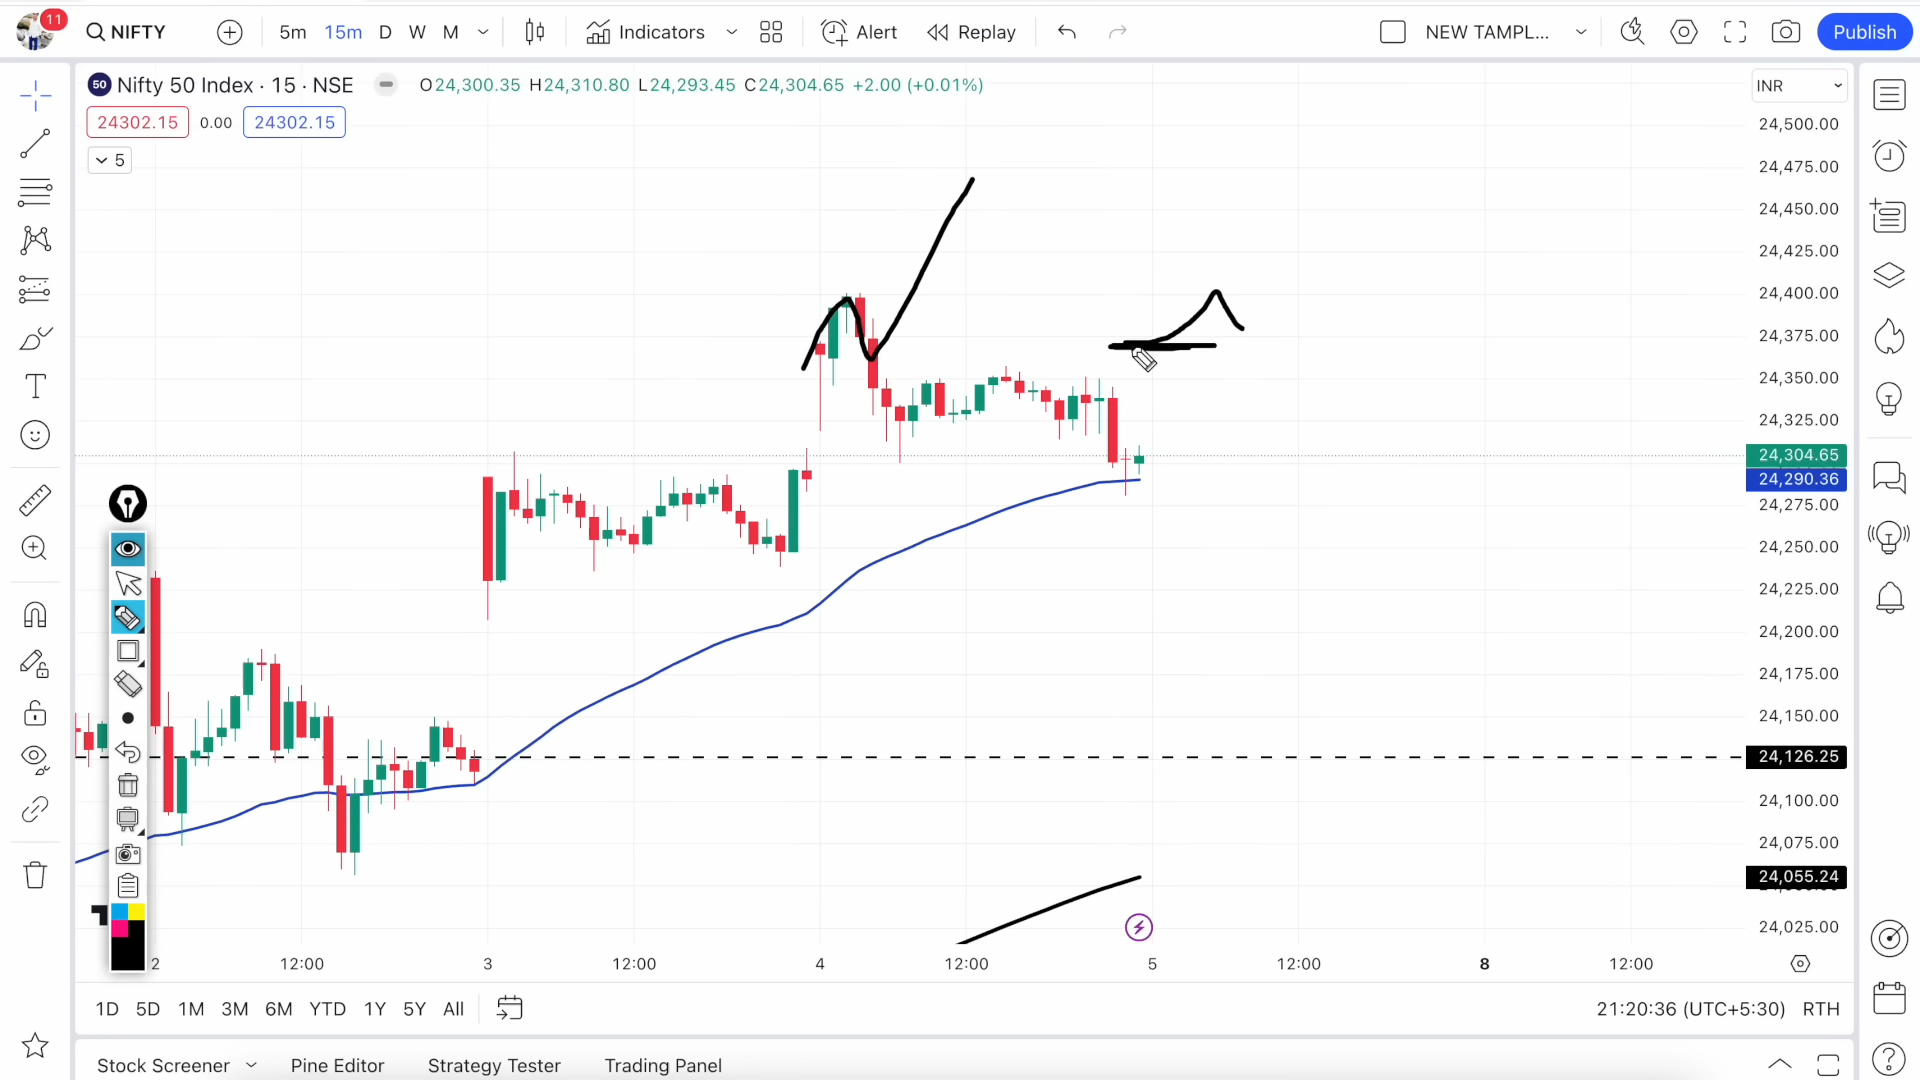 11
NIFTY
5m 15m D W M
Indicators
Alert
Replay
NEW TAMPL...
Publish
50 Nifty 50 Index · 15 · NSE
O24,300.35 H24,310.80 L24,293.45 C24,304.65 +2.00 (+0.01%)
INR
24302.15 0.00 24302.15
5
24,500.00
24,475.00
24,450.00
24,425.00
24,400.00
24,375.00
24,350.00
24,325.00
24,304.65
24,290.36
24,275.00
24,250.00
24,225.00
24,200.00
24,175.00
24,150.00
24,126.25
24,100.00
24,075.00
24,055.24
24,025.00
2 12:00 3 12:00 4 12:00 5 12:00 8 12:00
1D 5D 1M 3M 6M YTD 1Y 5Y All
21:20:36 (UTC+5:30) RTH
Stock Screener
Pine Editor
Strategy Tester
Trading Panel